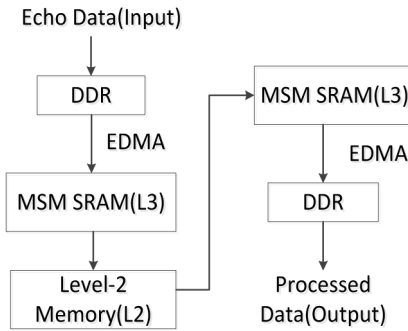 Echo Data(Input)
DDR
EDMA
MSM SRAM(L3)
Level-2
Memory(L2)
MSM SRAM(L3)
EDMA
DDR
Processed
Data(Output)